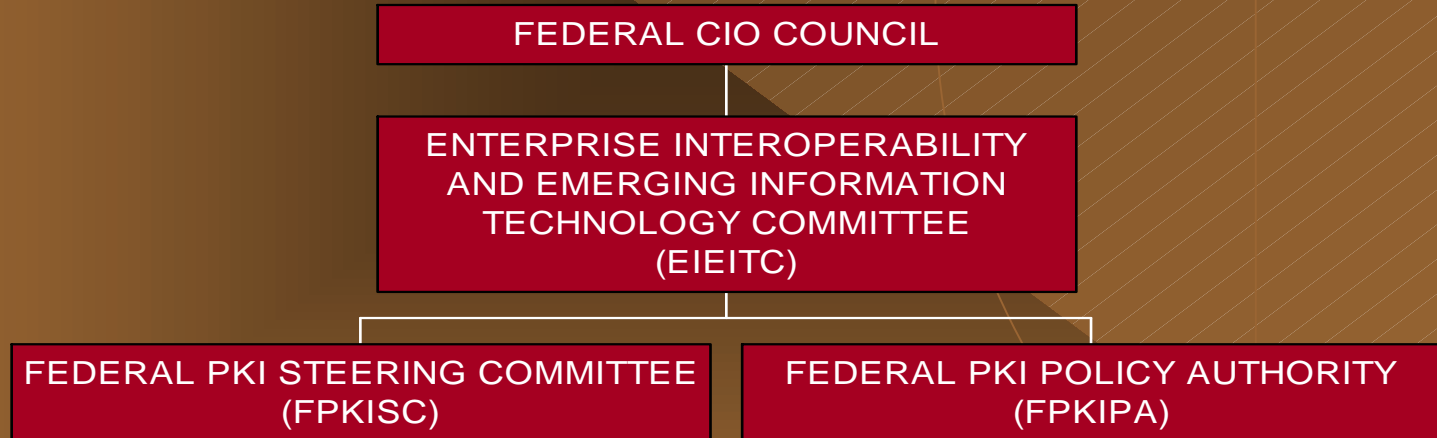 FEDERAL CIO COUNCIL
ENTERPRISE INTEROPERABILITY
AND EMERGING INFORMATION
TECHNOLOGY COMMITTEE
(EIEITC)
FEDERAL PKI STEERING COMMITTEE
(FPKISC)
FEDERAL PKI POLICY AUTHORITY
(FPKIPA)